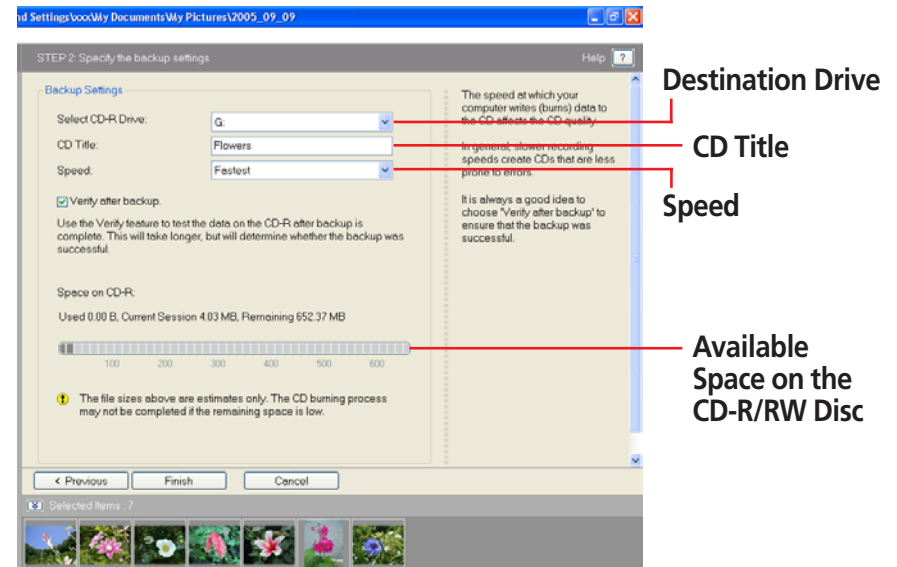 nd Settings\xxx\My Documents\My Pictures\2005_09_09
STEP 2: Specify the backup settings
Help ?
Backup Settings
Select CD-R Drive:
G:
CD Title:
Flowers
Speed:
Fastest
Verify after backup.
Use the Verify feature to test the data on the CD-R after backup is
complete. This will take longer, but will determine whether the backup was
successful.
Space on CD-R:
Used 0.00 B, Current Session 4.03 MB, Remaining 652.37 MB
100 200 300 400 500 600
The file sizes above are estimates only. The CD burning process
may not be completed if the remaining space is low.
The speed at which your
computer writes (burns) data to
the CD affects the CD quality.
In general, slower recording
speeds create CDs that are less
prone to errors.
It is always a good idea to
choose 'Verify after backup' to
ensure that the backup was
successful.
< Previous
Finish
Cancel
Selected Items : 7
Destination Drive
CD Title
Speed
Available
Space on the
CD-R/RW Disc